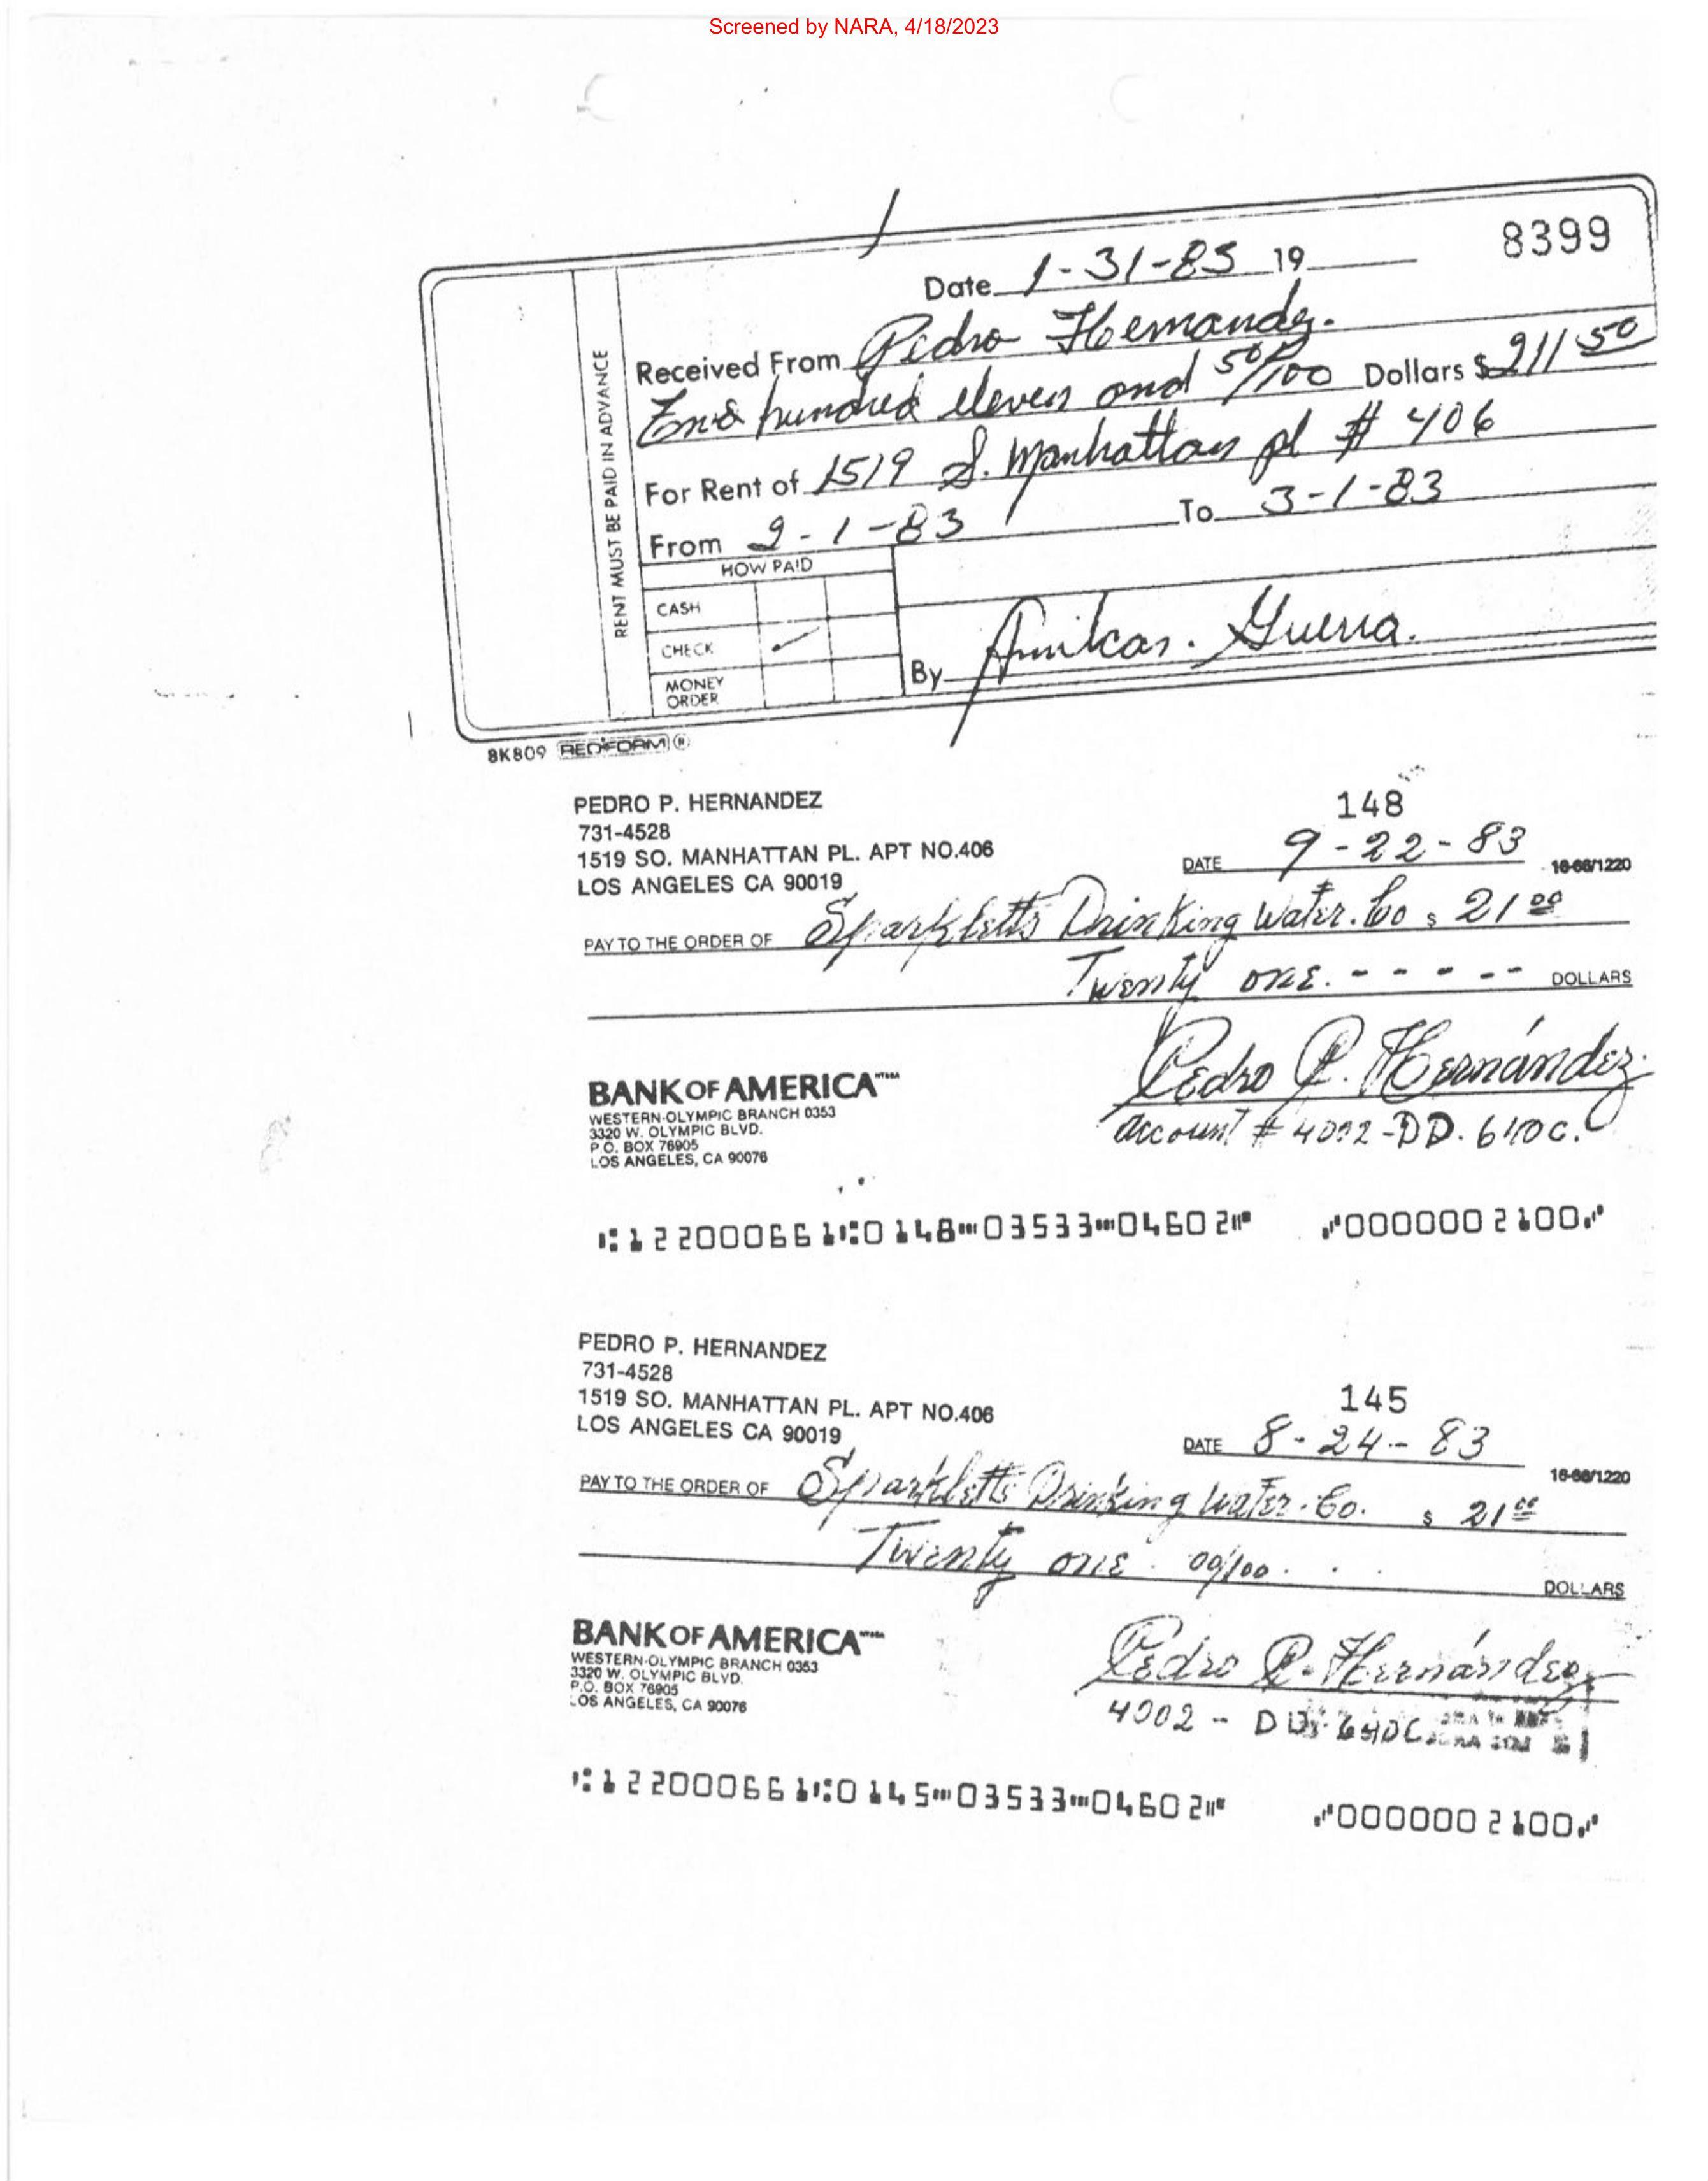 Screened by NARA, 4/18/2023
8399
Date 1-31-83 19
Received From Pedro Hernandez.
hundred eleven and 50/100 Dollars $ 211 50
For Rent of 1519 S. Manhattan pl # 406
From 2-1-83 To 3-1-83
RENT MUST BE PAID IN ADVANCE
HOW PAID
CASH
CHECK
MONEY ORDER
By Amilcar. Guerra.
8K809 REDIFORM ®
PEDRO P. HERNANDEZ
731-4528
1519 SO. MANHATTAN PL. APT NO.406
LOS ANGELES CA 90019
148
DATE 9-22-83
16-66/1220
PAY TO THE ORDER OF Sparkletts Drinking Water. Co $ 21 00
Twenty one. - - - - - DOLLARS
Pedro P. Hernández
BANK OF AMERICA
WESTERN-OLYMPIC BRANCH 0353
3320 W. OLYMPIC BLVD.
P.O. BOX 76905
LOS ANGELES, CA 90076
account # 4002-DD.
⑆122000661⑆0148⑈03533⑈04602⑈ ⑈0000002100⑈
PEDRO P. HERNANDEZ
731-4528
1519 SO. MANHATTAN PL. APT NO.406
LOS ANGELES CA 90019
145
DATE 8-24-83
16-66/1220
PAY TO THE ORDER OF Sparkletts Drinking Water. Co. $ 21 00
Twenty one 00/100 . . . DOLLARS
Pedro P. Hernández
BANK OF AMERICA
WESTERN-OLYMPIC BRANCH 0353
3320 W. OLYMPIC BLVD.
P.O. BOX 76905
LOS ANGELES, CA 90076
4002 - DD.
⑆122000661⑆0145⑈03533⑈04602⑈ ⑈0000002100⑈